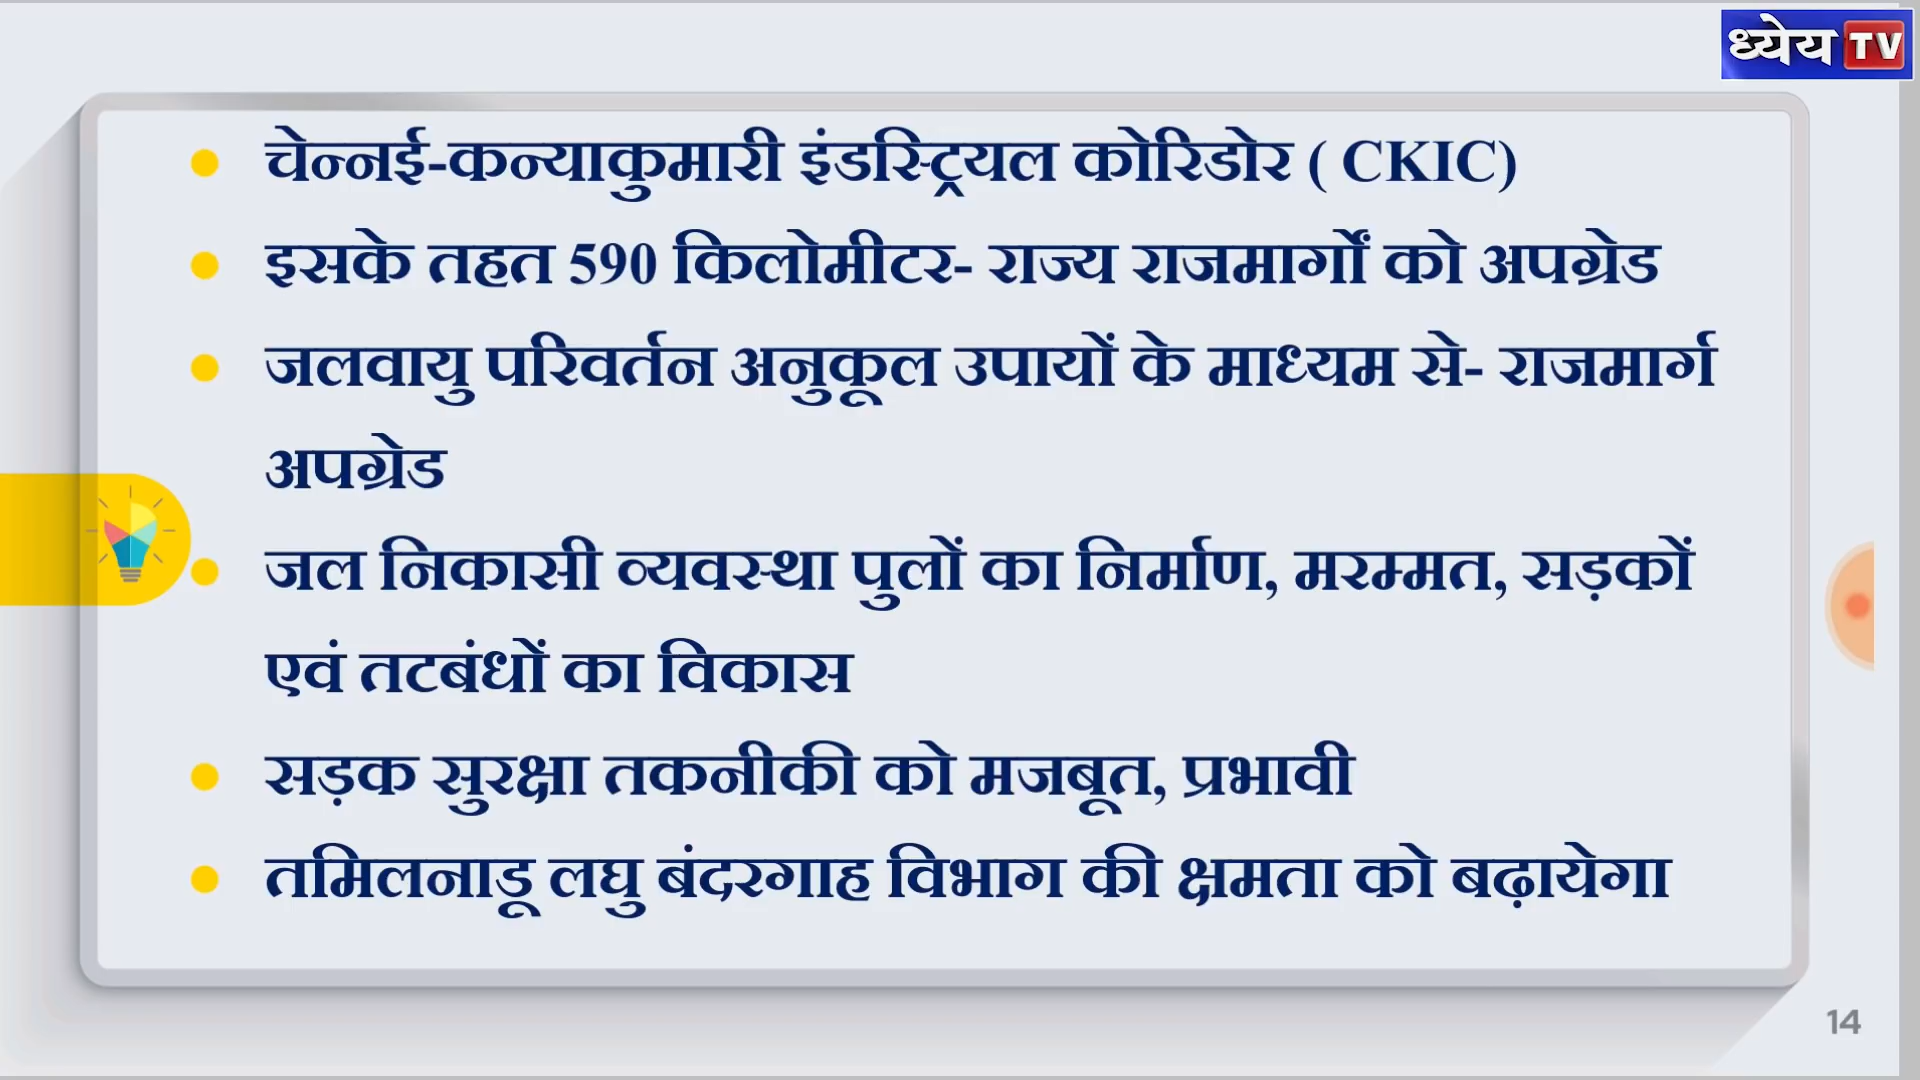 ध्येय TV
चेन्नई-कन्याकुमारी इंडस्ट्रियल कोरिडोर ( CKIC)
इसके तहत 590 किलोमीटर- राज्य राजमार्गों को अपग्रेड
जलवायु परिवर्तन अनुकूल उपायों के माध्यम से- राजमार्ग
अपग्रेड
जल निकासी व्यवस्था पुलों का निर्माण, मरम्मत, सड़कों
एवं तटबंधों का विकास
सड़क सुरक्षा तकनीकी को मजबूत, प्रभावी
तमिलनाडू लघु बंदरगाह विभाग की क्षमता को बढ़ायेगा
14